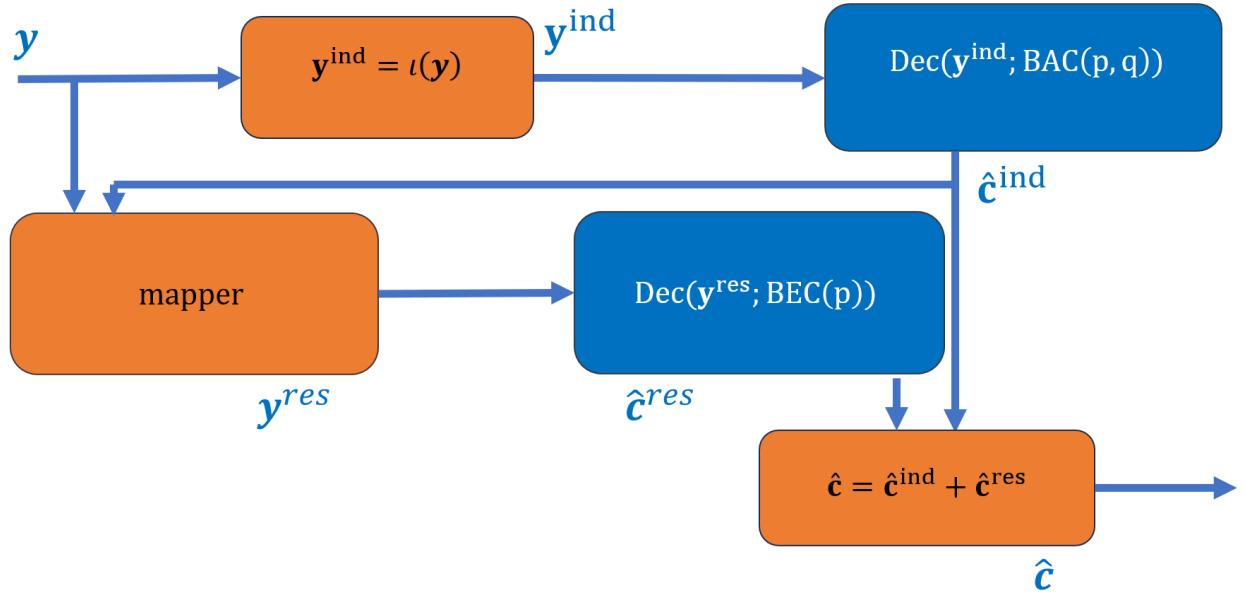 y
y^ind = ι(y)
y^ind
Dec(y^ind; BAC(p, q))
ĉ^ind
mapper
Dec(y^res; BEC(p))
y^res
ĉ^res
ĉ = ĉ^ind + ĉ^res
ĉ